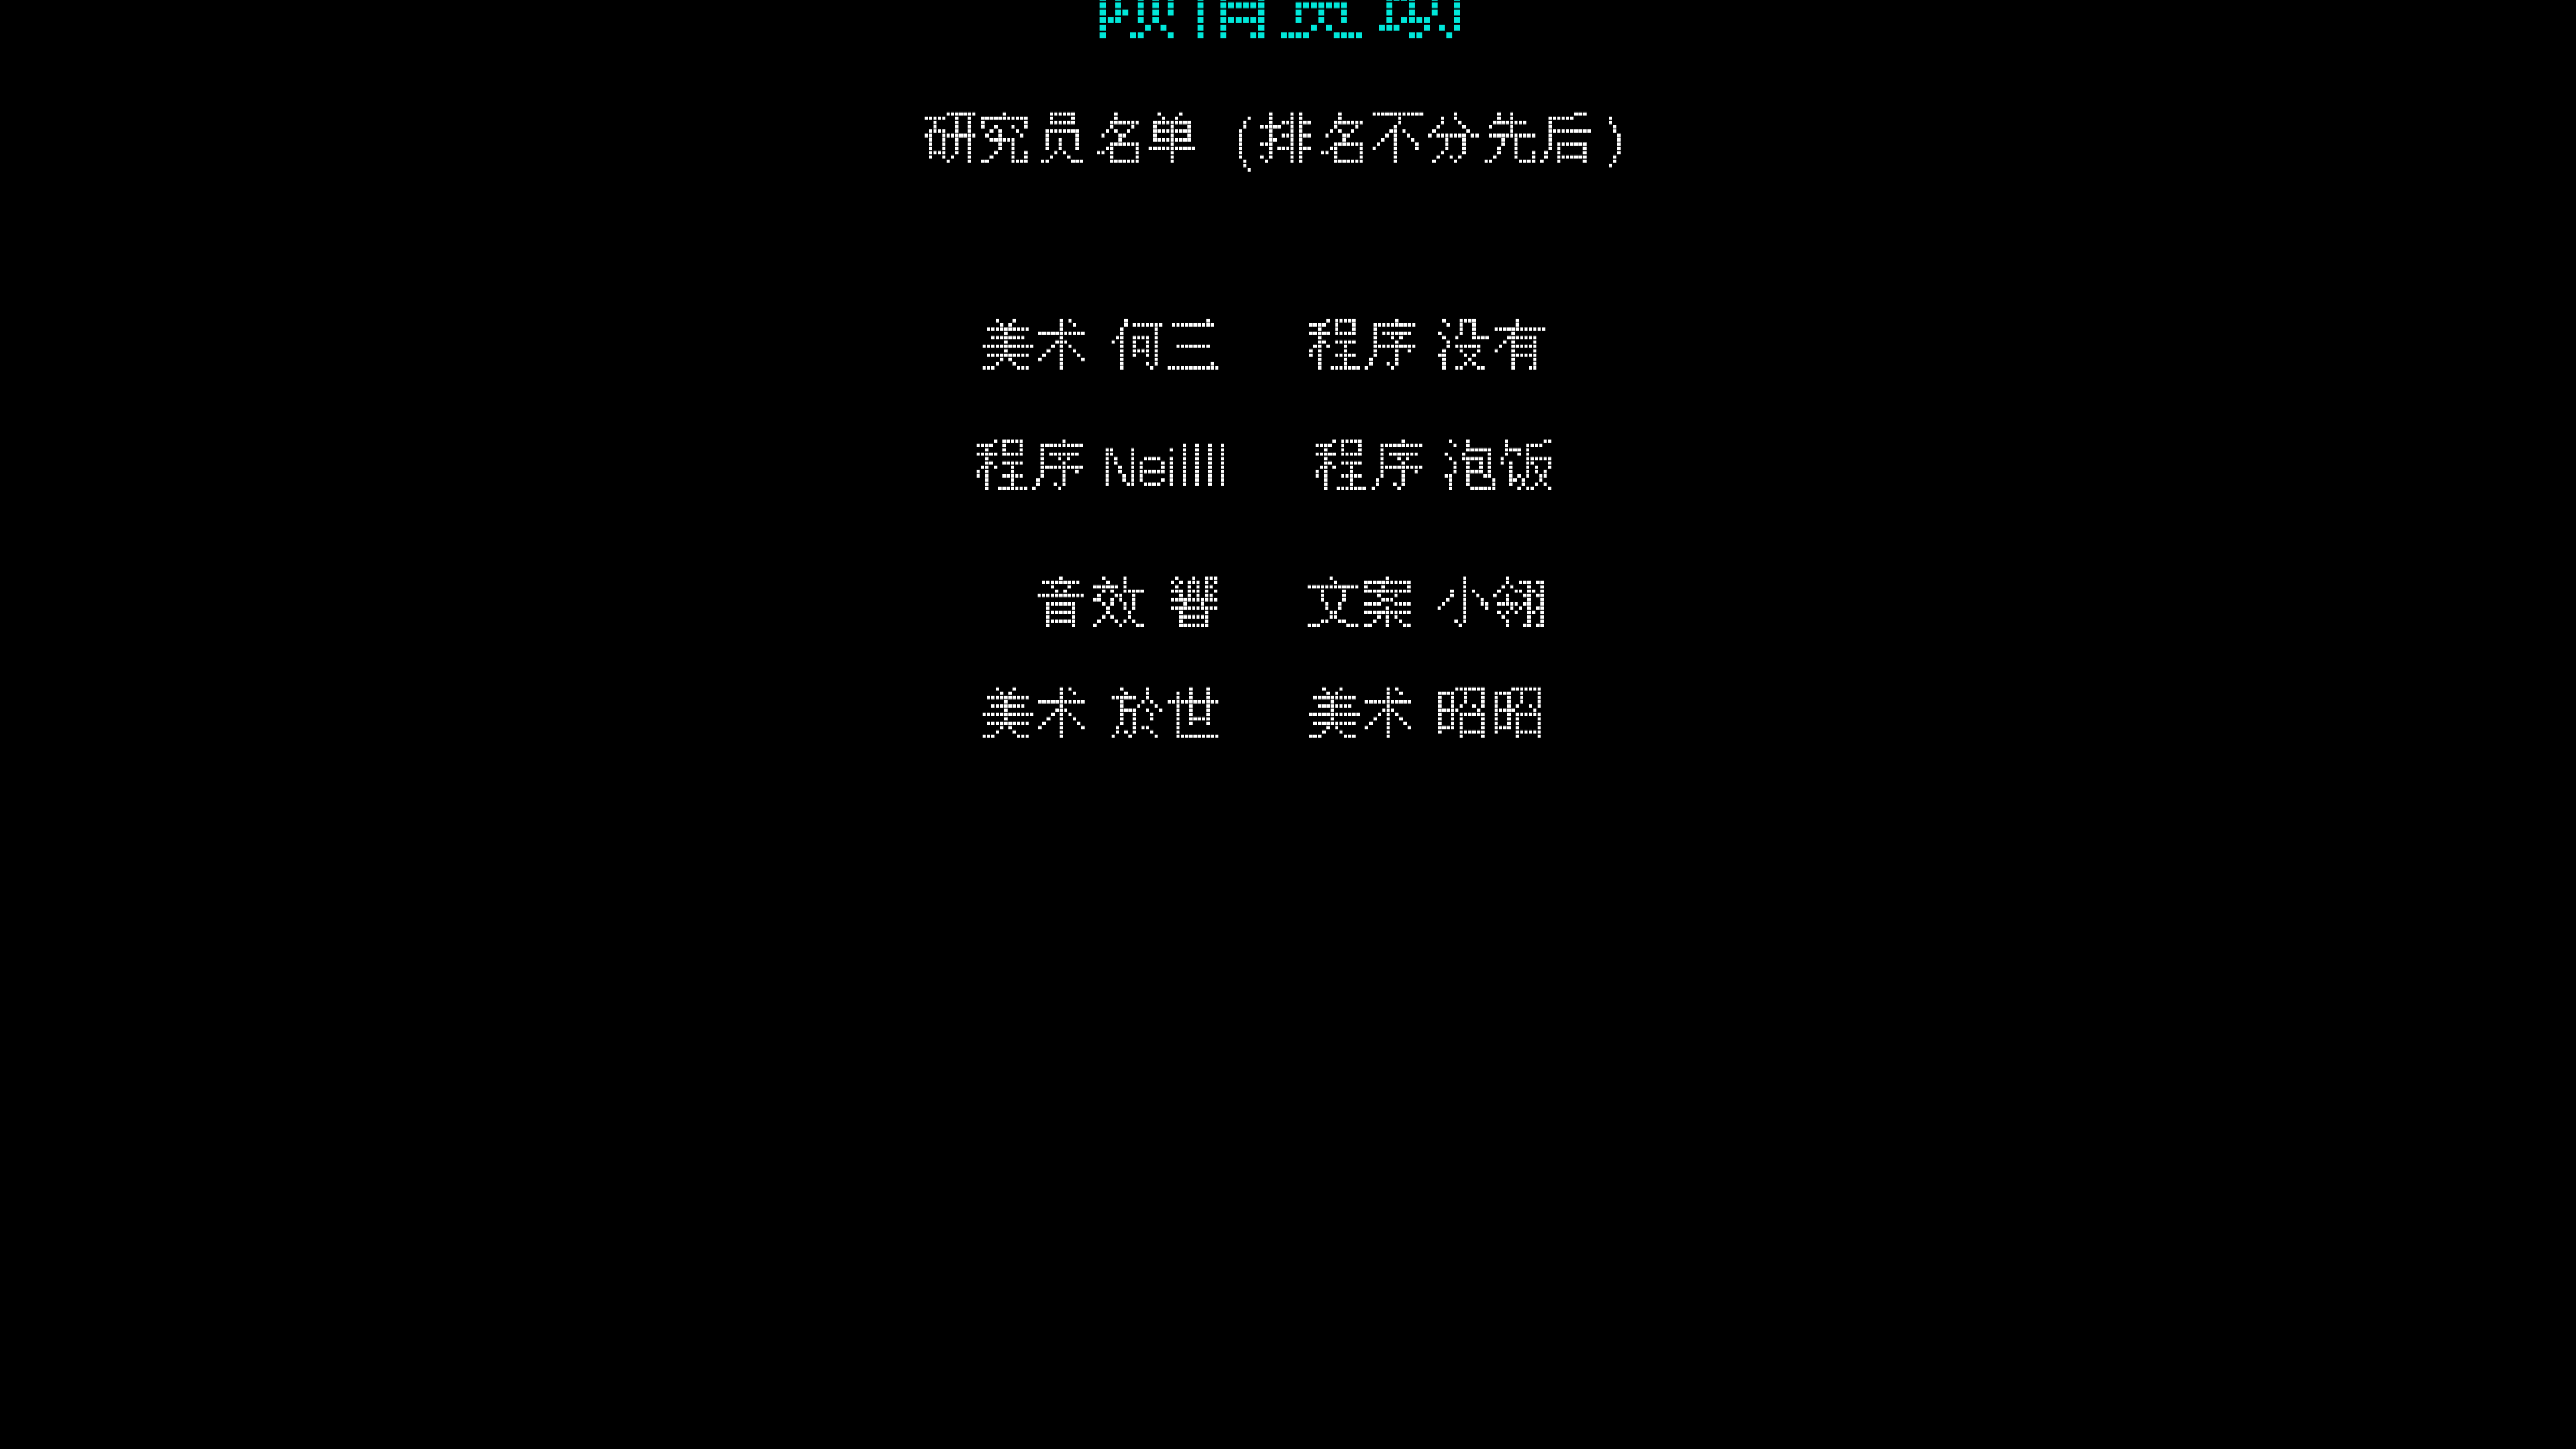 研究员名单 (排名不分先后)
美术 何三 程序 没有
程序 Neillll 程序 泡饭
音效 響 文案 小翎
美术 於世 美术 昭昭